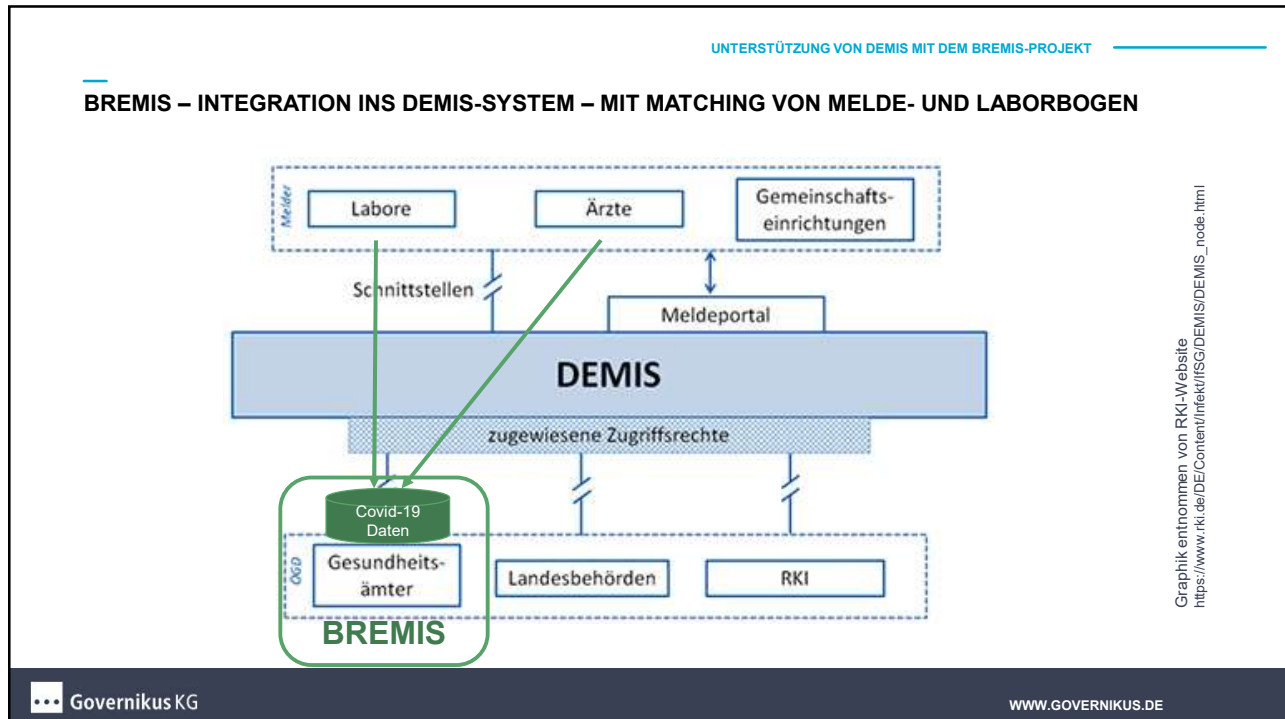 UNTERSTÜTZUNG VON DEMIS MIT DEM BREMIS-PROJEKT
BREMIS – INTEGRATION INS DEMIS-SYSTEM – MIT MATCHING VON MELDE- UND LABORBOGEN
Melder
Labore
Ärzte
Gemeinschafts-
einrichtungen
Schnittstellen
Meldeportal
DEMIS
zugewiesene Zugriffsrechte
Covid-19
Daten
ÖGD
Gesundheits-
ämter
Landesbehörden
RKI
BREMIS
Graphik entnommen von RKI-Website
https://www.rki.de/DE/Content/Infekt/IfSG/DEMIS/DEMIS_node.html
Governikus KG
WWW.GOVERNIKUS.DE